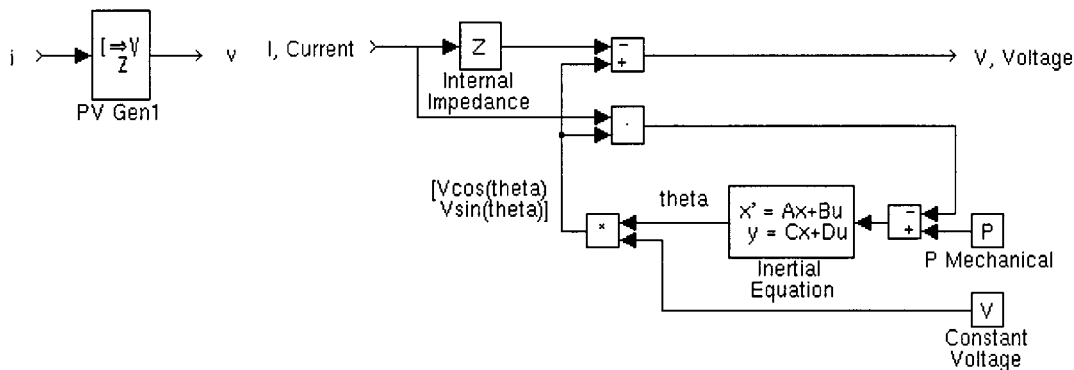 i
[⇒V
Z
v
PV Gen1
I, Current
Z
Internal
Impedance
-
+
V, Voltage
.
[Vcos(theta)
Vsin(theta)]
*
theta
x' = Ax+Bu
y = Cx+Du
Inertial
Equation
-
+
P
P Mechanical
V
Constant
Voltage